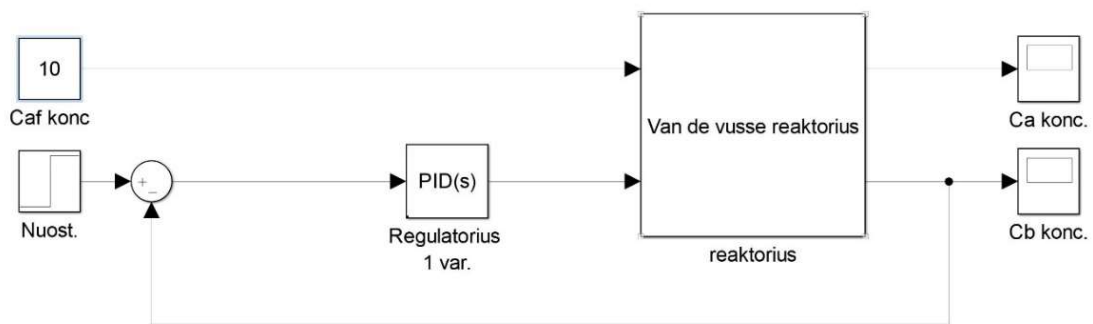 10
Caf konc
Nuost.
+
−
PID(s)
Regulatorius
1 var.
Van de vusse reaktorius
reaktorius
Ca konc.
Cb konc.